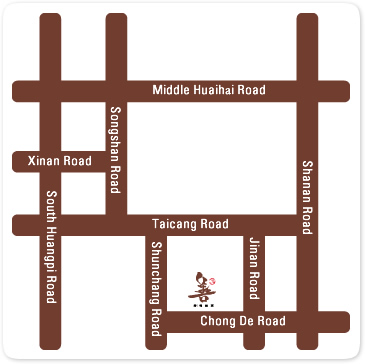 Middle Huaihai Road
Songshan Road
Xinan Road
Shanan Road
South Huangpi Road
Taicang Road
Shunchang Road
Jinan Road
善
Chong De Road